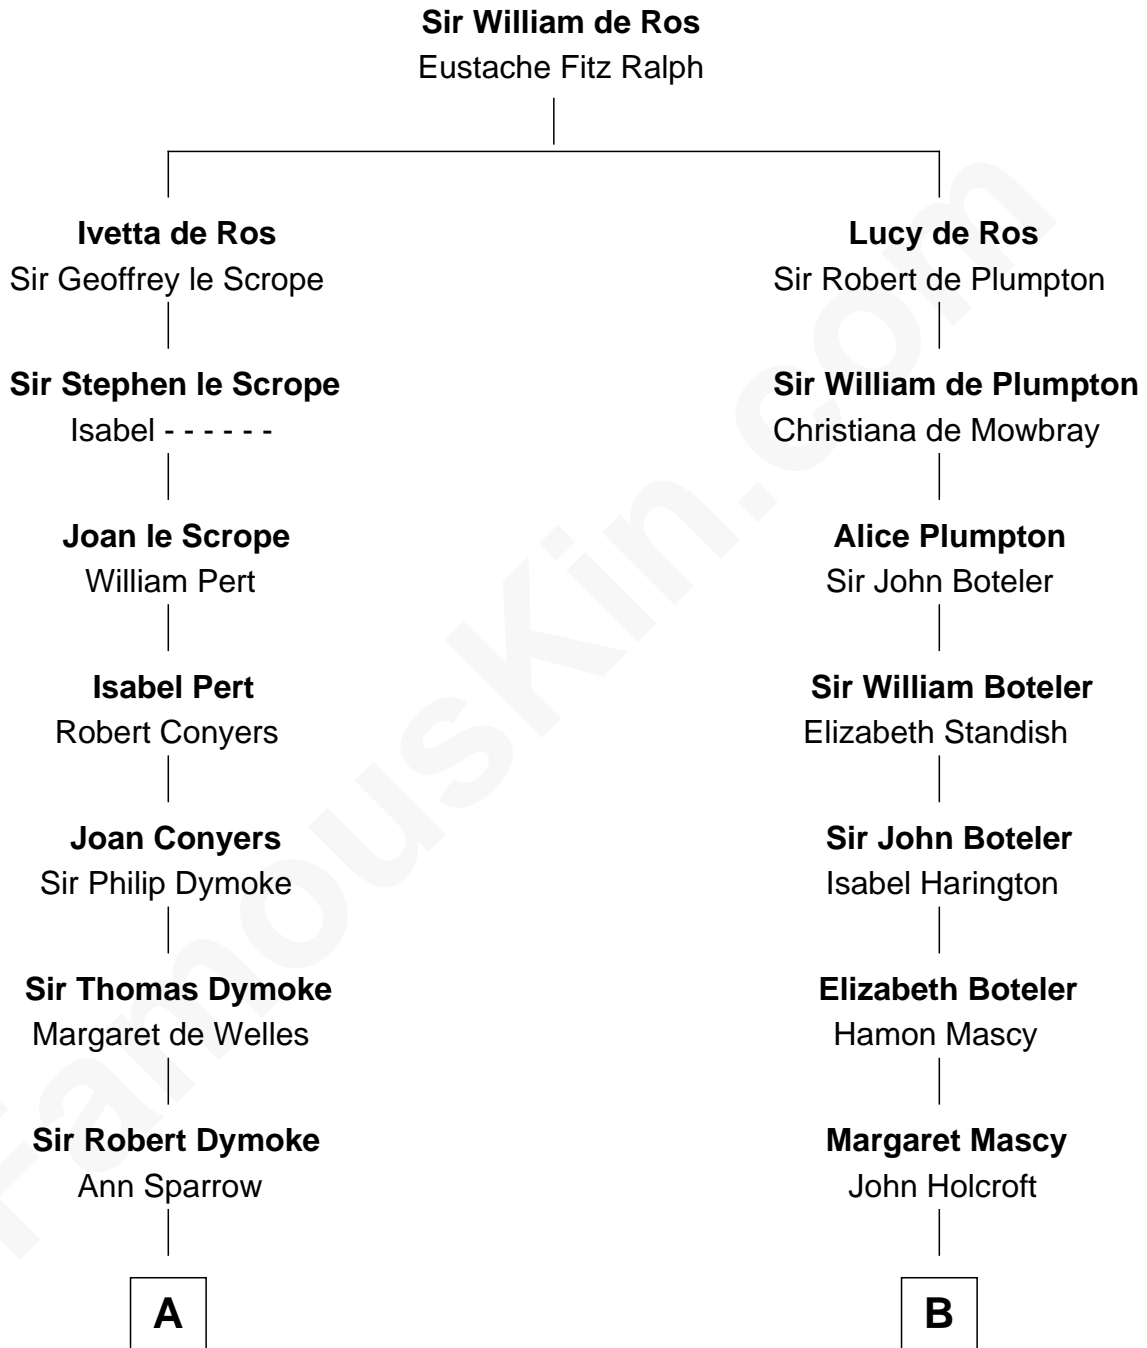 Sir William de Ros
Eustache Fitz Ralph
Ivetta de Ros
Sir Geoffrey le Scrope
Sir Stephen le Scrope
Isabel - - - - - -
Joan le Scrope
William Pert
Isabel Pert
Robert Conyers
Joan Conyers
Sir Philip Dymoke
Sir Thomas Dymoke
Margaret de Welles
Sir Robert Dymoke
Ann Sparrow
A
Lucy de Ros
Sir Robert de Plumpton
Sir William de Plumpton
Christiana de Mowbray
Alice Plumpton
Sir John Boteler
Sir William Boteler
Elizabeth Standish
Sir John Boteler
Isabel Harington
Elizabeth Boteler
Hamon Mascy
Margaret Mascy
John Holcroft
B
FamousKin.com